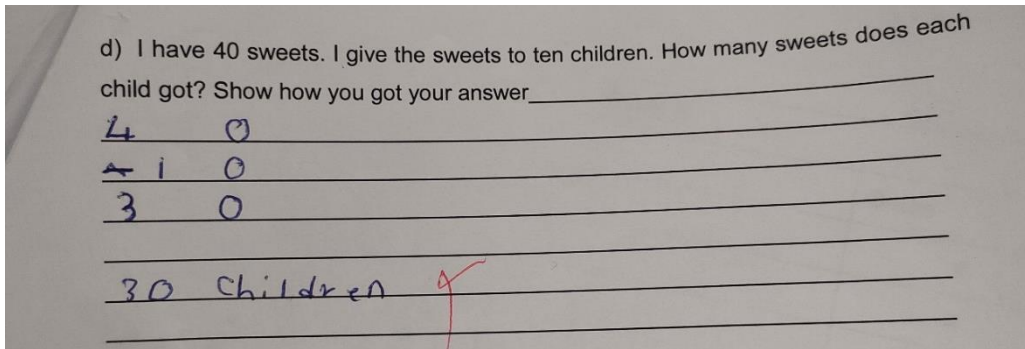 d) I have 40 sweets. I give the sweets to ten children. How many sweets does each
child got? Show how you got your answer
4 0
- 1 0
3 0
30 Children